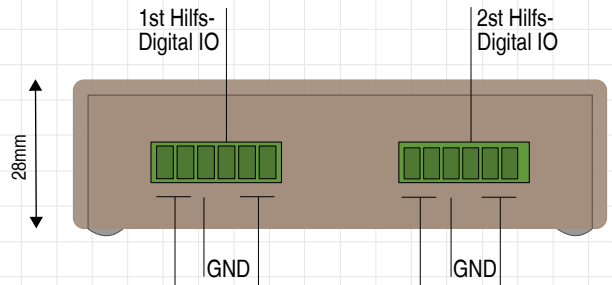 1st Hilfs-
Digital IO
2st Hilfs-
Digital IO
28mm
GND
GND